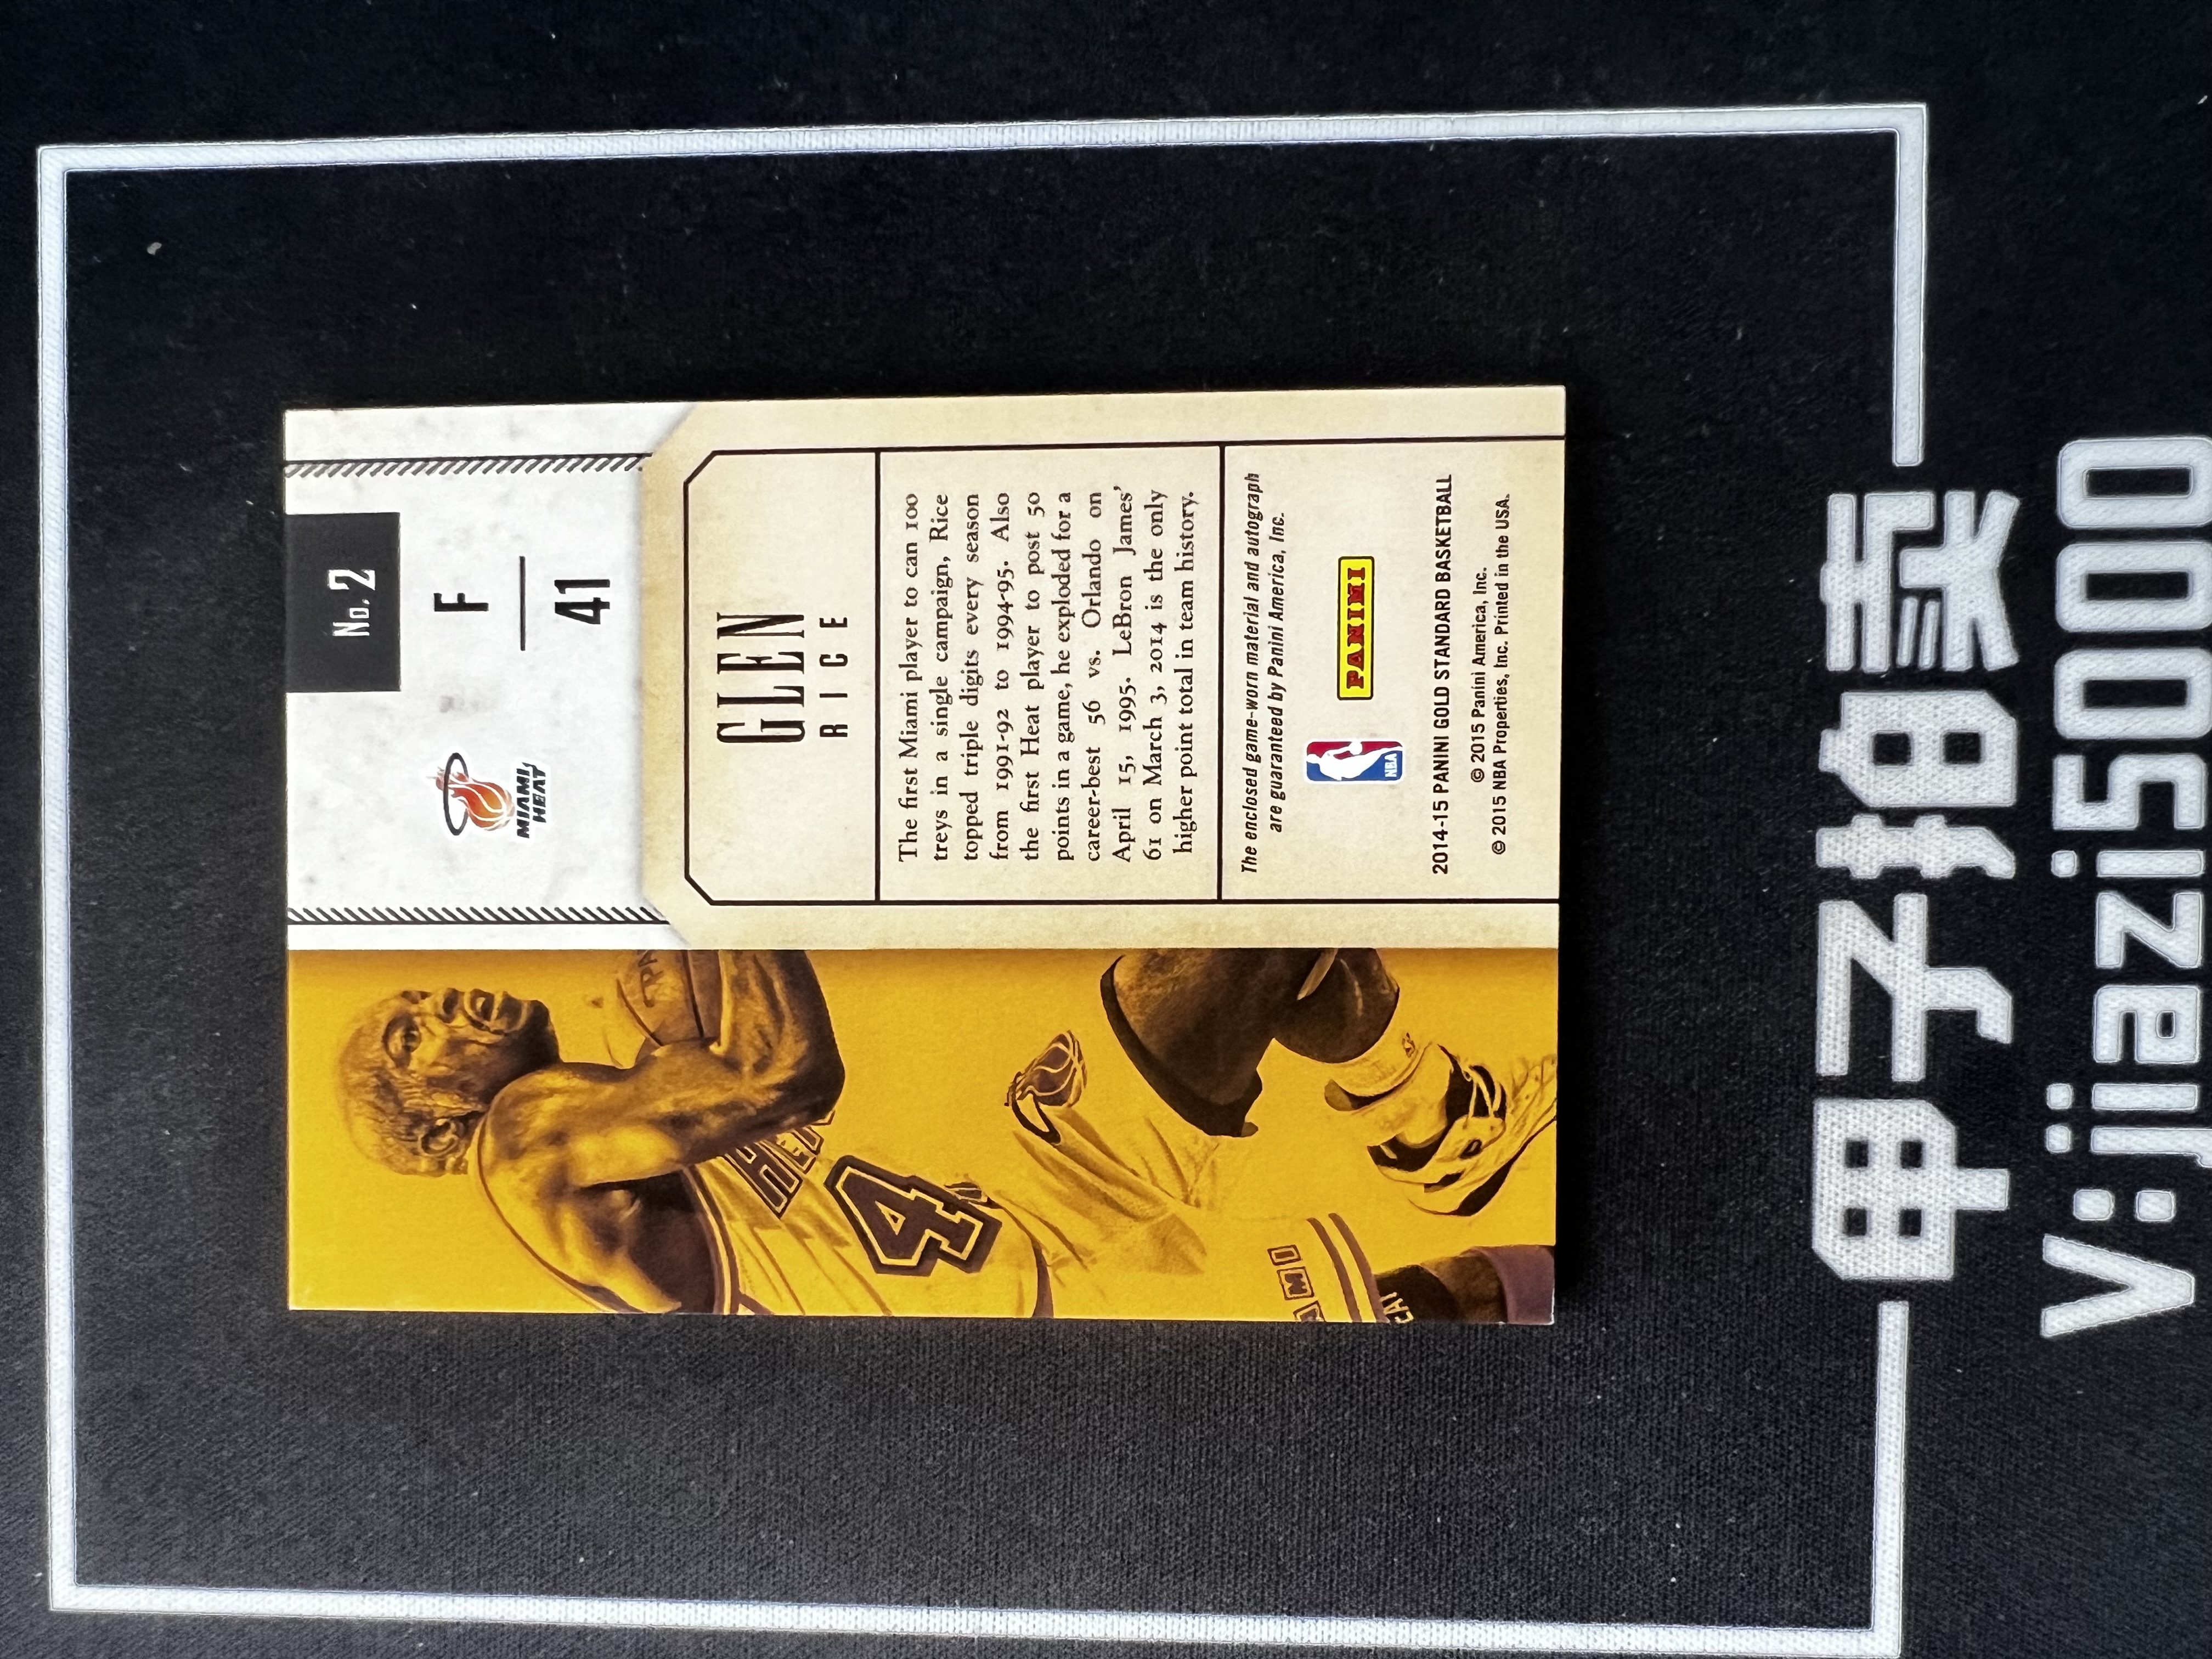 No. 2
F
41
MIAMI
HEAT
GLEN
RICE
The first Miami player to can 100
treys in a single campaign, Rice
topped triple digits every season
from 1991-92 to 1994-95. Also
the first Heat player to post 50
points in a game, he exploded for a
career-best 56 vs. Orlando on
April 15, 1995. LeBron James'
61 on March 3, 2014 is the only
higher point total in team history.
The enclosed game-worn material and autograph
are guaranteed by Panini America, Inc.
NBA
PANINI
2014-15 PANINI GOLD STANDARD BASKETBALL
© 2015 Panini America, Inc.
© 2015 NBA Properties, Inc. Printed in the USA.
4
甲子拍卖
V:jiazi5000